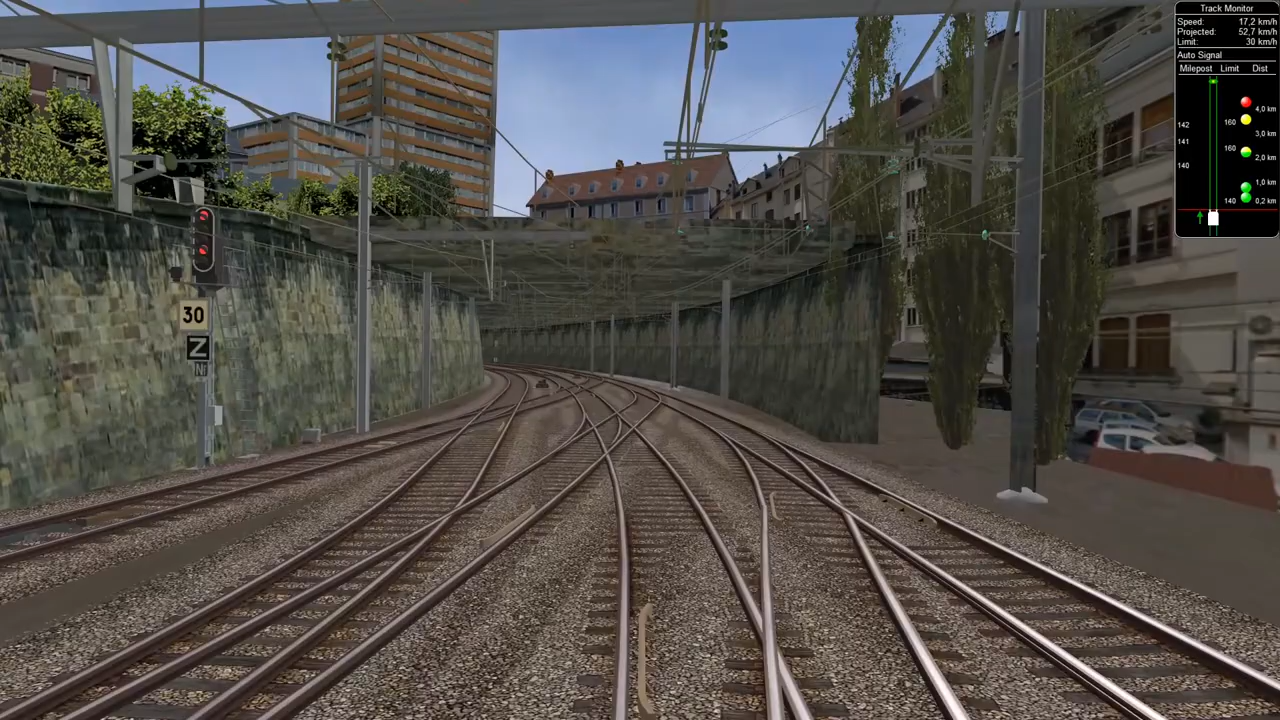 Track Monitor
Speed: 17,2 km/h
Projected: 52,7 km/h
Limit: 30 km/h
Auto Signal
Milepost Limit Dist
4,0 km
160
142
3,0 km
141
160
2,0 km
140
1,0 km
140 0,2 km
30
Z
Nr